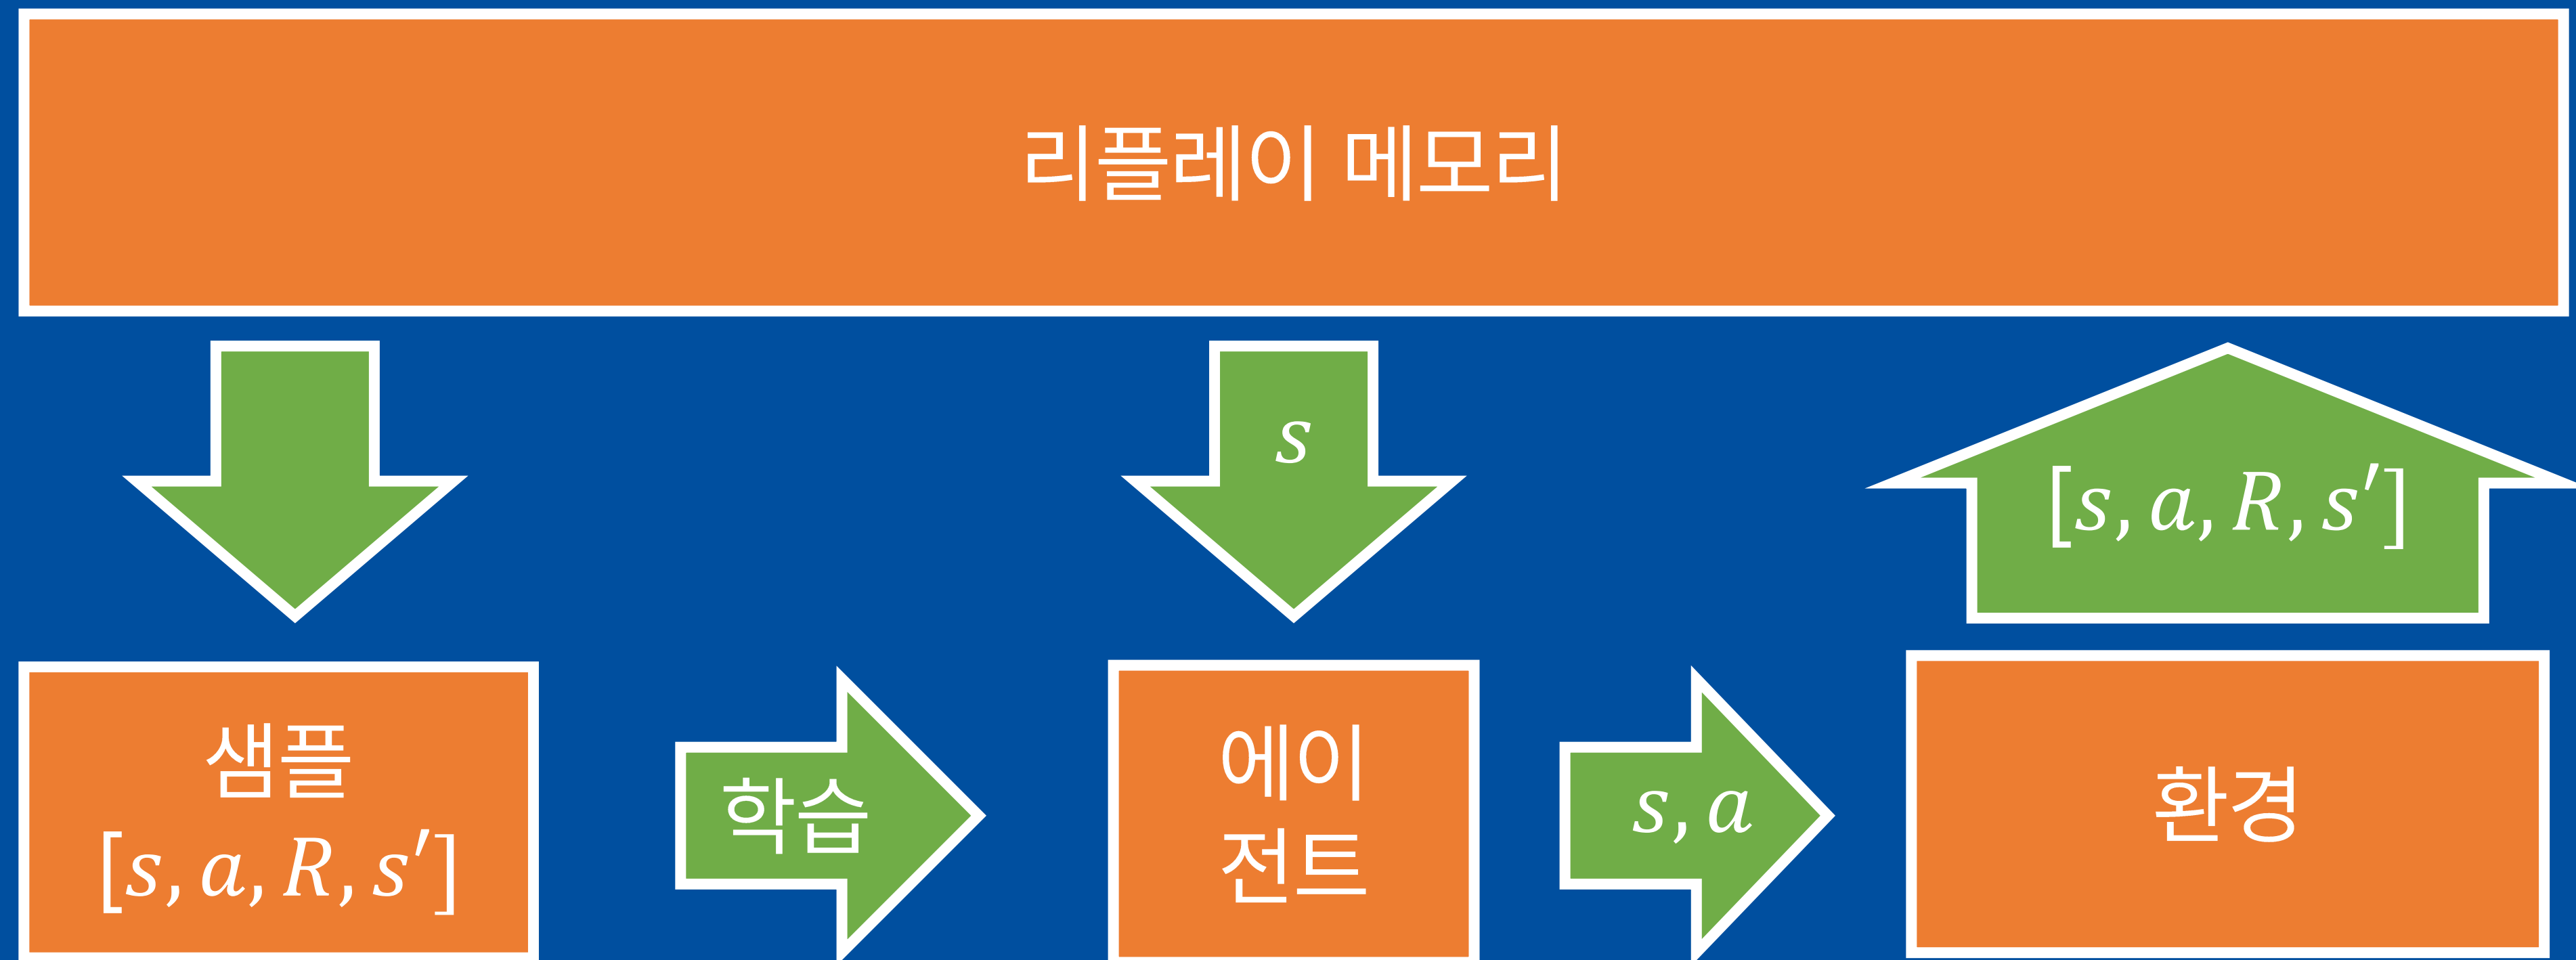 리플레이 메모리
s
[s, a, R, s′]
샘플
[s, a, R, s′]
학습
에이
전트
s, a
환경